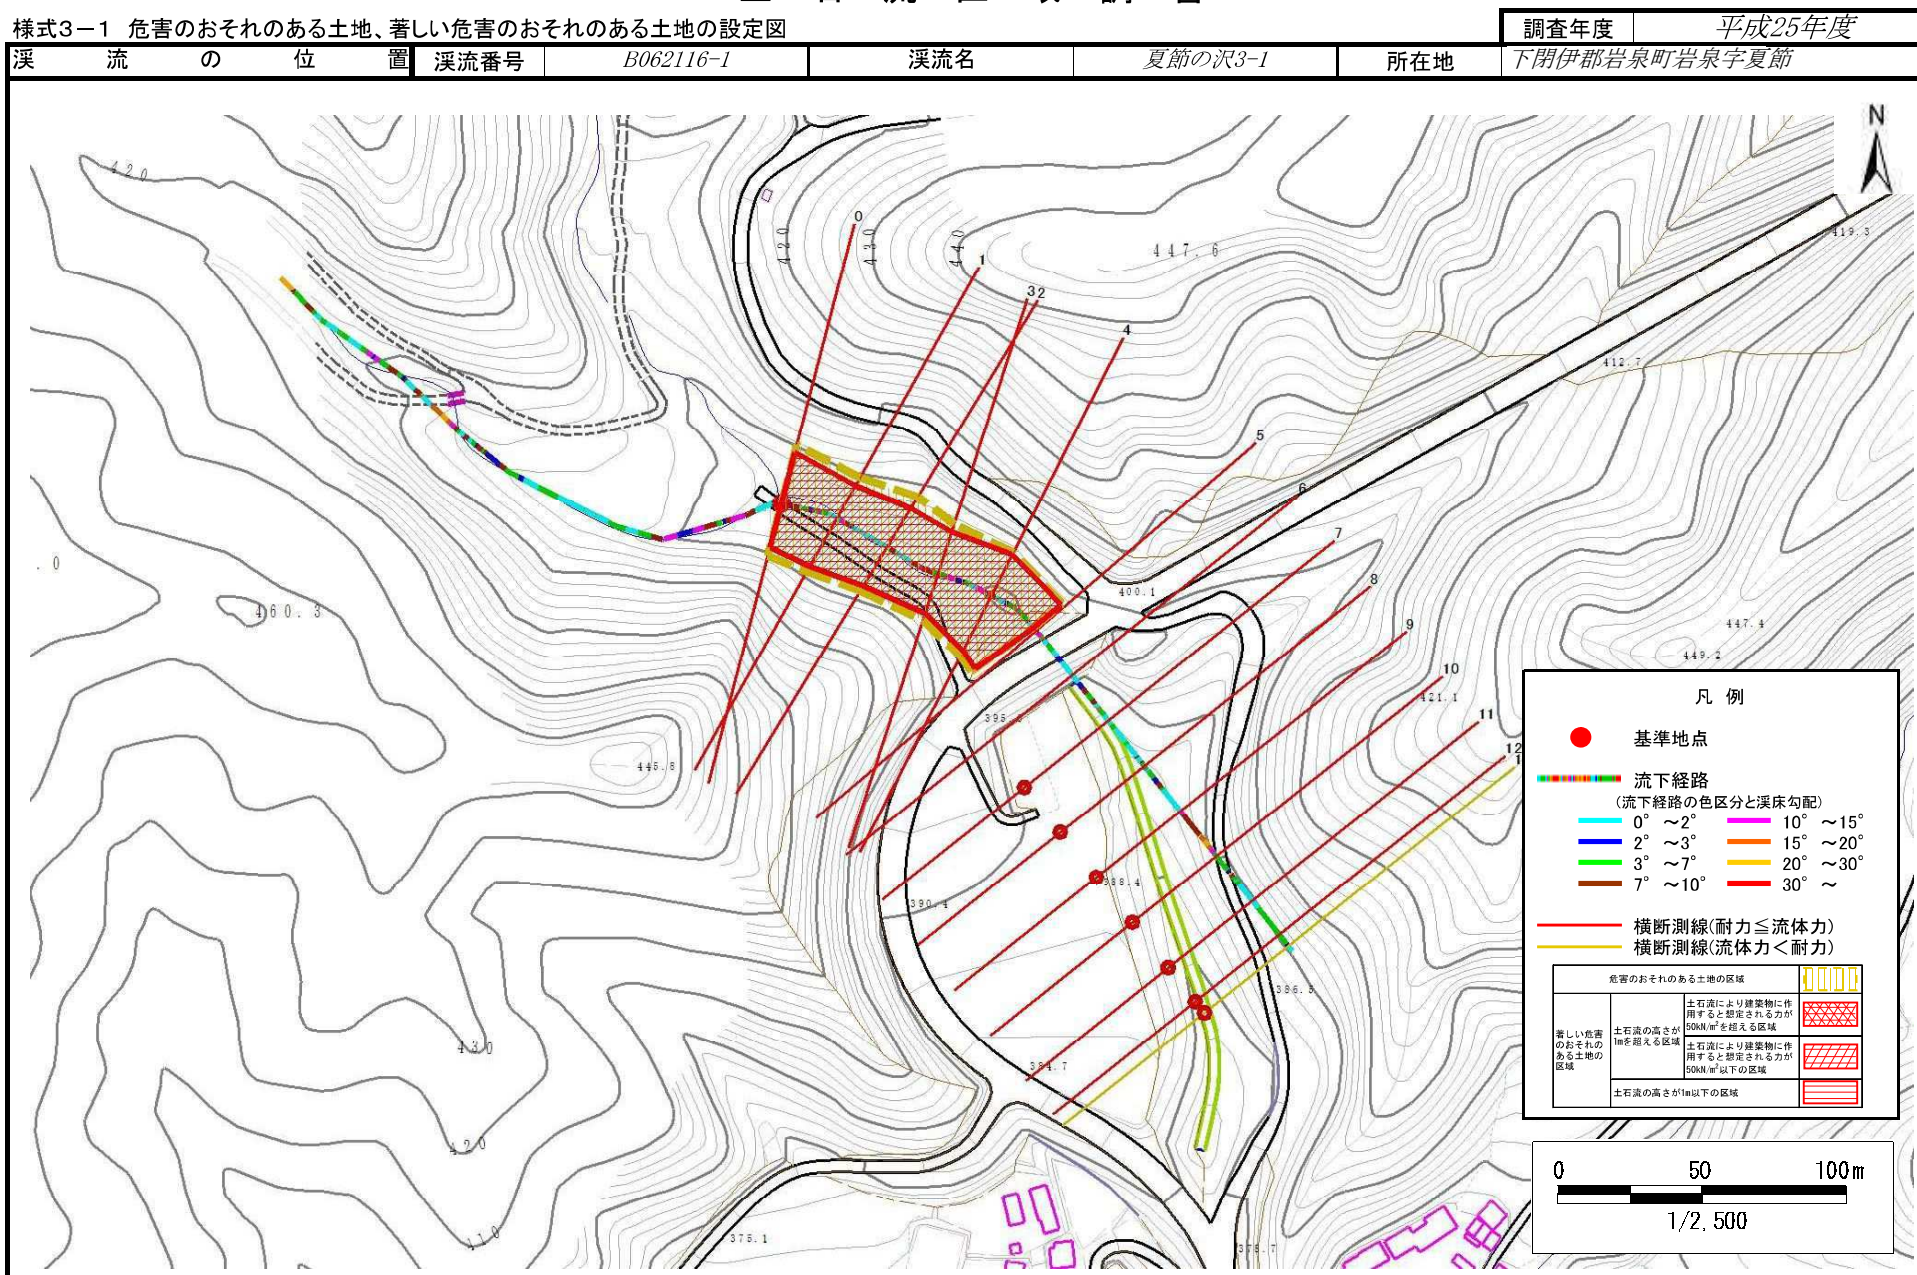 様式3-1 危害のおそれのある土地、著しい危害のおそれのある土地の設定図
調査年度 平成25年度
渓流の位置 渓流番号 B062116-1 渓流名 夏節の沢3-1 所在地 下閉伊郡岩泉町岩泉字夏節
N
420
0
420
430
440
1
447.6
419.3
3 2
4
412.7
5
6
7
8
9
10
11
12
1
.0
460.3
400.1
447.4
449.2
421.1
395.
445.6
388.4
390.4
386.5
384.7
430
420
410
375.1
375.7
凡 例
基準地点
流下経路
(流下経路の色区分と渓床勾配)
0° ～2° 10° ～15°
2° ～3° 15° ～20°
3° ～7° 20° ～30°
7° ～10° 30° ～
横断測線(耐力≦流体力)
横断測線(流体力＜耐力)
危害のおそれのある土地の区域
著しい危害のおそれのある土地の区域
土石流の高さが1mを超える区域
土石流により建築物に作用すると想定される力が50kN/㎡を超える区域
土石流により建築物に作用すると想定される力が50kN/㎡以下の区域
土石流の高さが1m以下の区域
0 50 100m
1/2,500